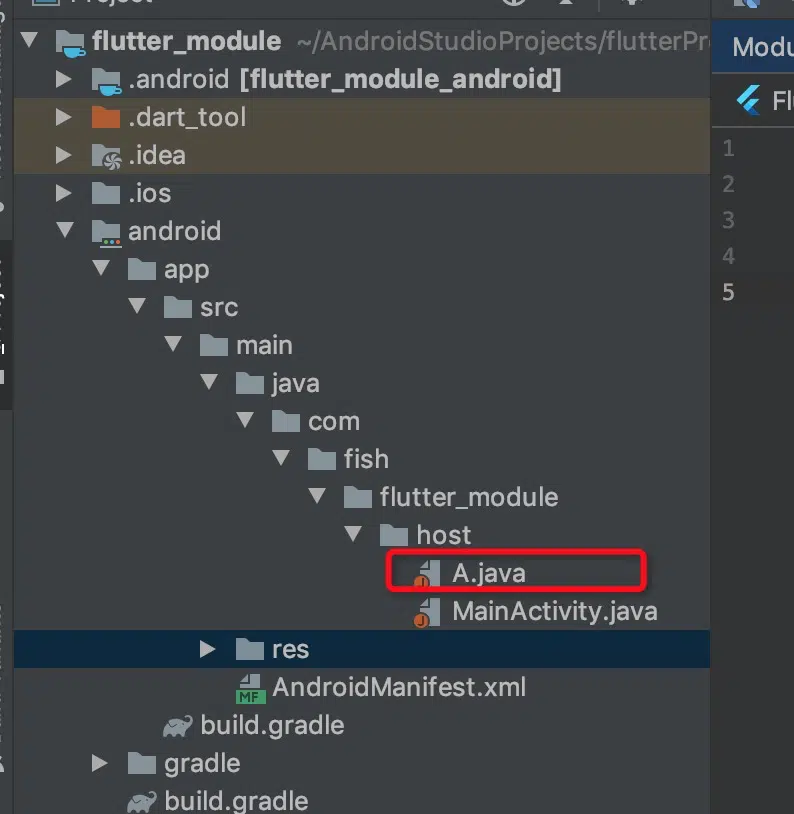 flutter_module ~/AndroidStudioProjects/flutterPr
.android [flutter_module_android]
.dart_tool
.idea
.ios
android
app
src
main
java
com
fish
flutter_module
host
A.java
MainActivity.java
res
AndroidManifest.xml
MF
build.gradle
gradle
build.gradle
Modu
Fl
1
2
3
4
5